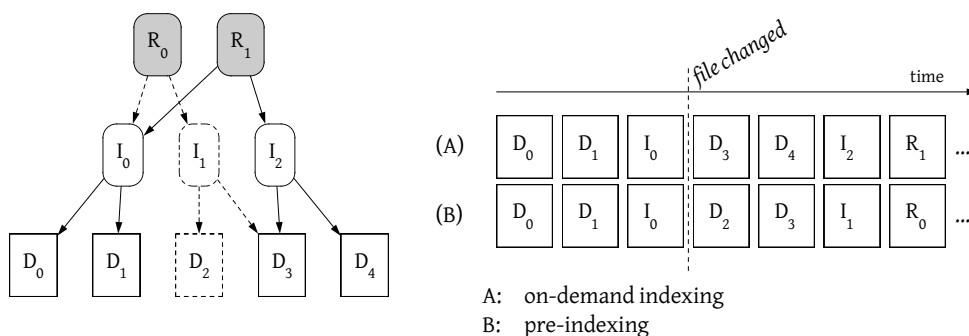 R0 R1
I0 I1 I2
D0 D1 D2 D3 D4
file changed
time
(A) D0 D1 I0 D3 D4 I2 R1 ...
(B) D0 D1 I0 D2 D3 I1 R0 ...
A: on-demand indexing
B: pre-indexing